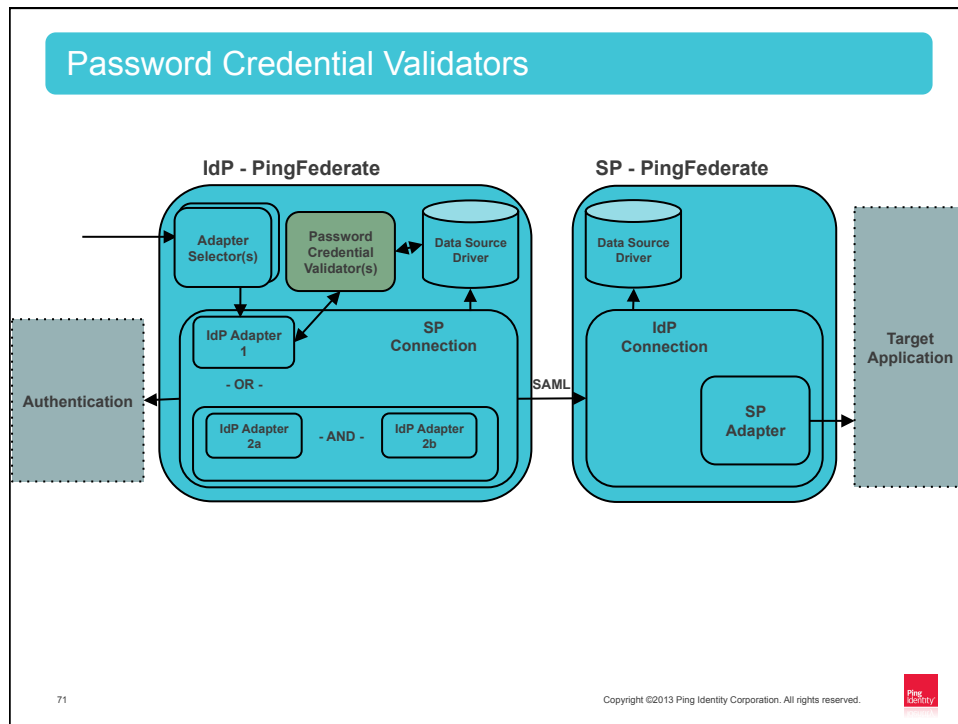 Password Credential Validators
IdP - PingFederate
SP - PingFederate
Adapter
Selector(s)
Password
Credential
Validator(s)
Data Source
Driver
Data Source
Driver
IdP Adapter
1
SP
Connection
IdP
Connection
Target
Application
- OR -
Authentication
SAML
IdP Adapter
2a
- AND -
IdP Adapter
2b
SP
Adapter
71
Copyright ©2013 Ping Identity Corporation. All rights reserved.
Ping
Identity